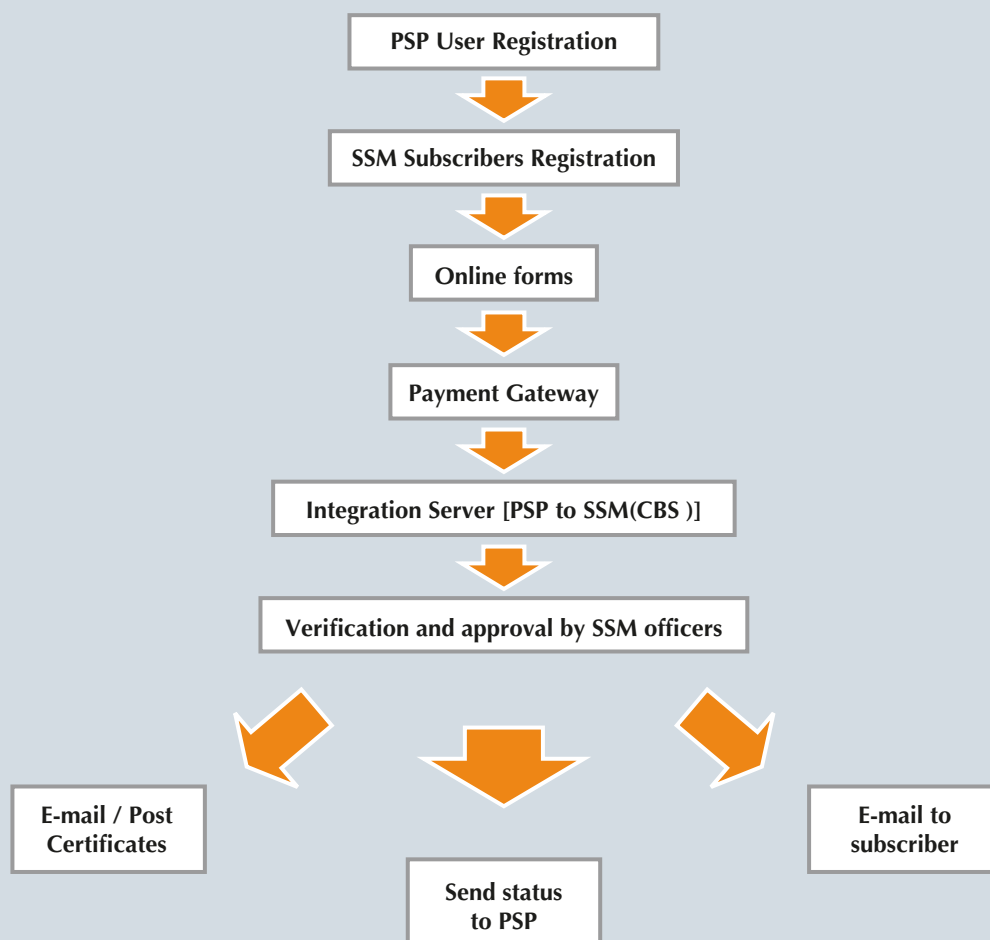 PSP User Registration
SSM Subscribers Registration
Online forms
Payment Gateway
Integration Server [PSP to SSM(CBS )]
Verification and approval by SSM officers
E-mail / Post
Certificates
E-mail to
subscriber
Send status
to PSP